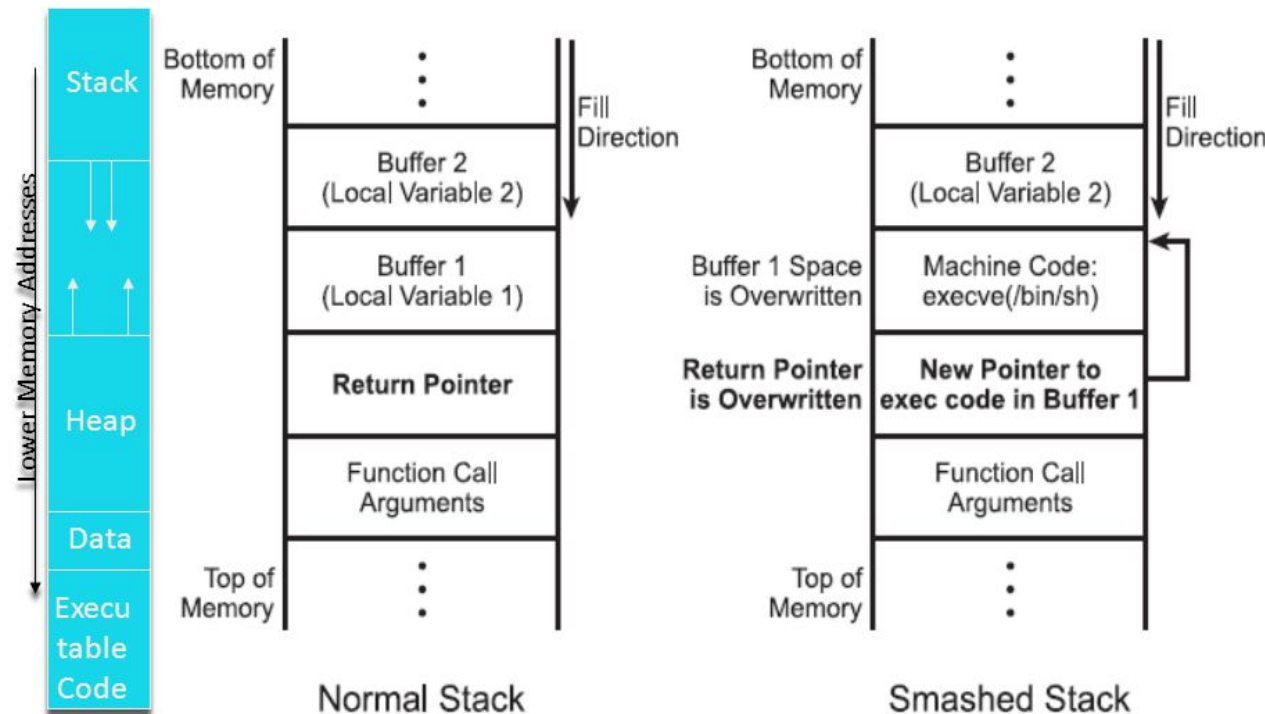 Lower Memory Addresses
Stack
Heap
Data
Execu
table
Code
Bottom of
Memory
Fill
Direction
Buffer 2
(Local Variable 2)
Buffer 1
(Local Variable 1)
Return Pointer
Function Call
Arguments
Top of
Memory
Normal Stack
Bottom of
Memory
Fill
Direction
Buffer 2
(Local Variable 2)
Buffer 1 Space
is Overwritten
Machine Code:
execve(/bin/sh)
Return Pointer
is Overwritten
New Pointer to
exec code in Buffer 1
Function Call
Arguments
Top of
Memory
Smashed Stack